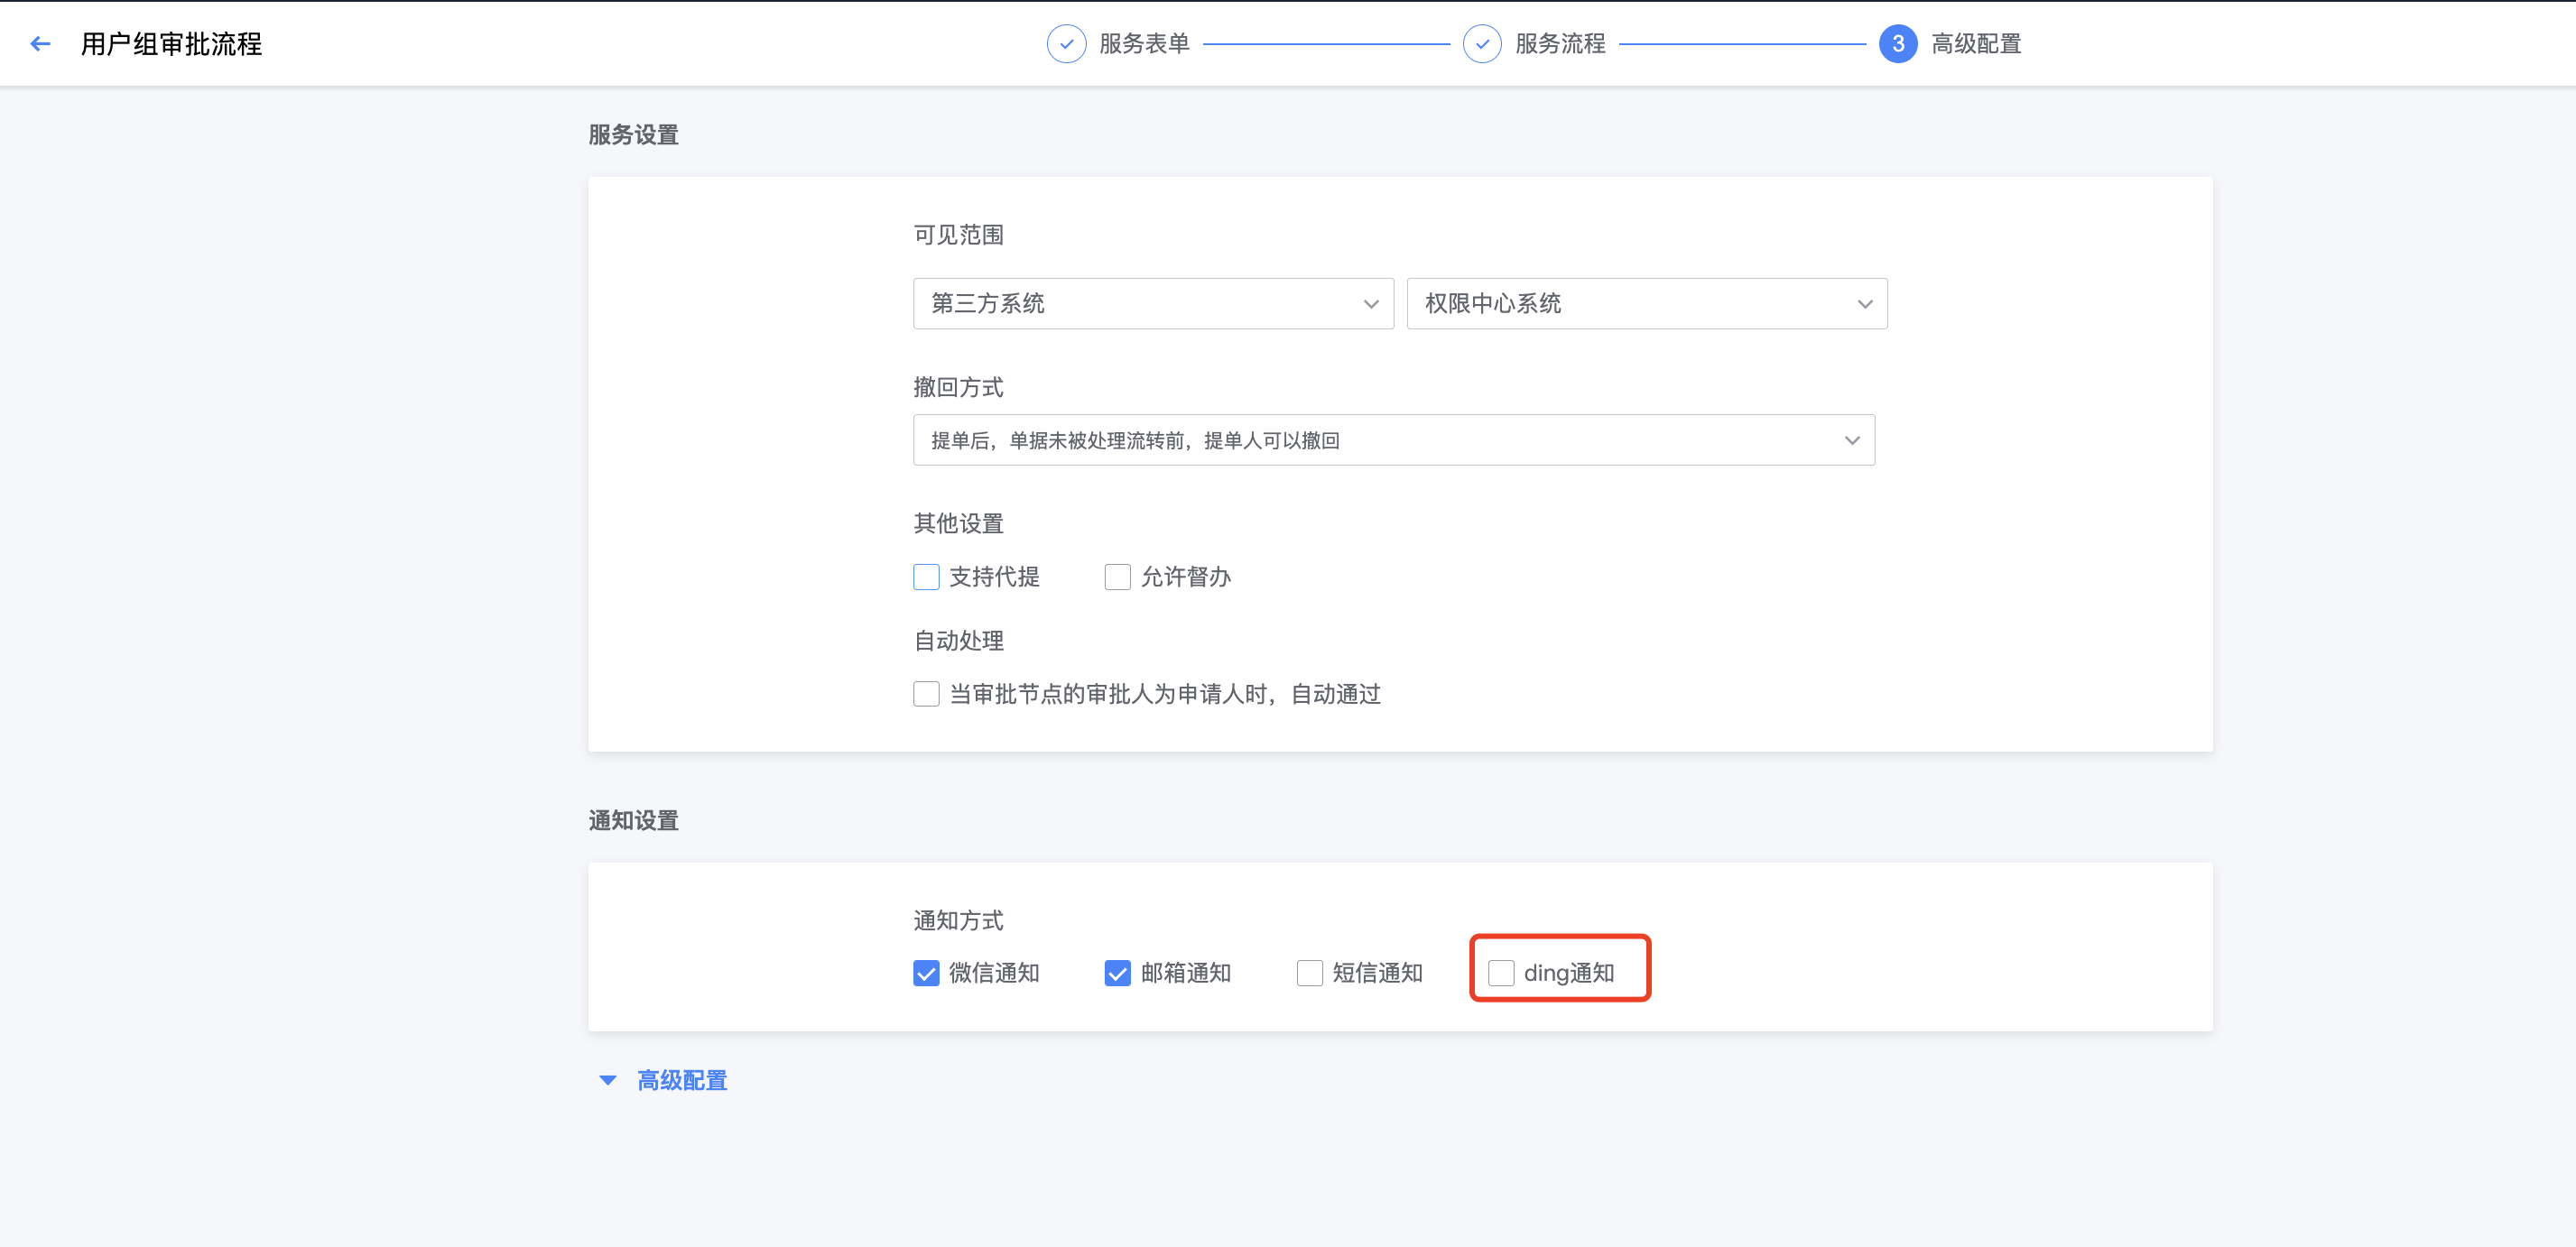 用户组审批流程
服务表单
服务流程
3 高级配置
服务设置
可见范围
第三方系统
权限中心系统
撤回方式
提单后，单据未被处理流转前，提单人可以撤回
其他设置
支持代提
允许督办
自动处理
当审批节点的审批人为申请人时，自动通过
通知设置
通知方式
微信通知
邮箱通知
短信通知
ding通知
高级配置